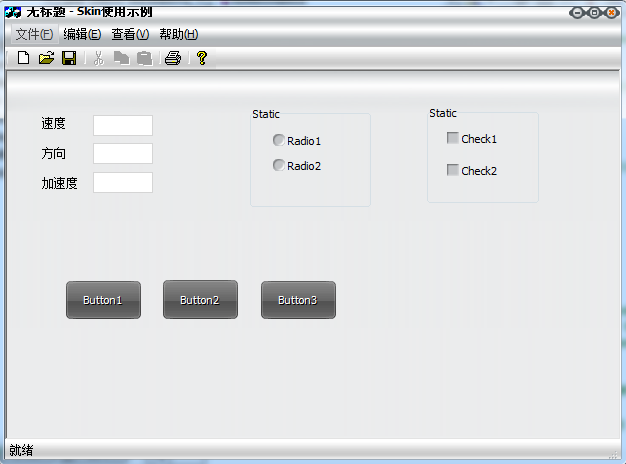 无标题 - Skin使用示例
文件(F) 编辑(E) 查看(V) 帮助(H)
速度
方向
加速度
Static
Radio1
Radio2
Static
Check1
Check2
Button1 Button2 Button3
就绪